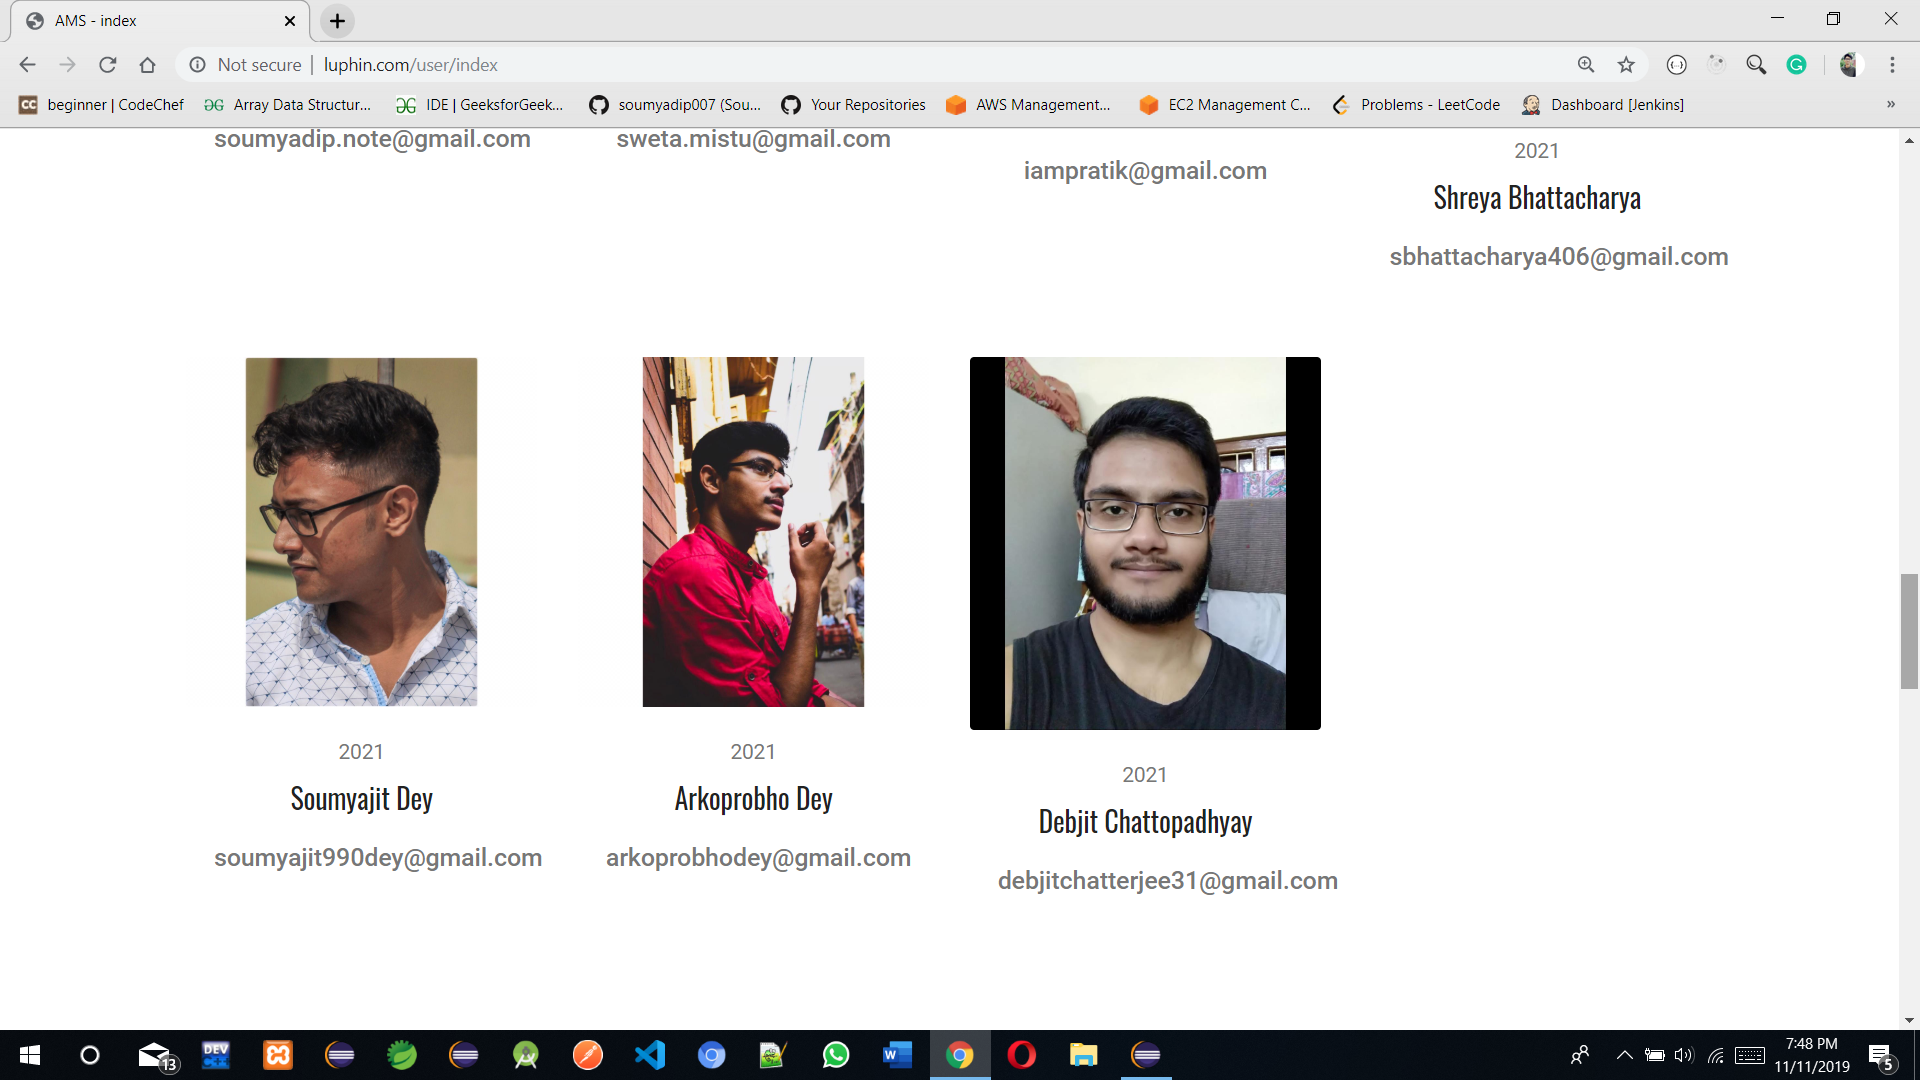 AMS - index
Not secure | luphin.com/user/index
beginner | CodeChef
Array Data Structur...
IDE | GeeksforGeek...
soumyadip007 (Sou...
Your Repositories
AWS Management...
EC2 Management C...
Problems - LeetCode
Dashboard [Jenkins]
»
soumyadip.note@gmail.com
sweta.mistu@gmail.com
iampratik@gmail.com
2021
Shreya Bhattacharya
sbhattacharya406@gmail.com
2021
Soumyajit Dey
soumyajit990dey@gmail.com
2021
Arkoprobho Dey
arkoprobhodey@gmail.com
2021
Debjit Chattopadhyay
debjitchatterjee31@gmail.com
13
DEV
C++
7:48 PM
11/11/2019
5